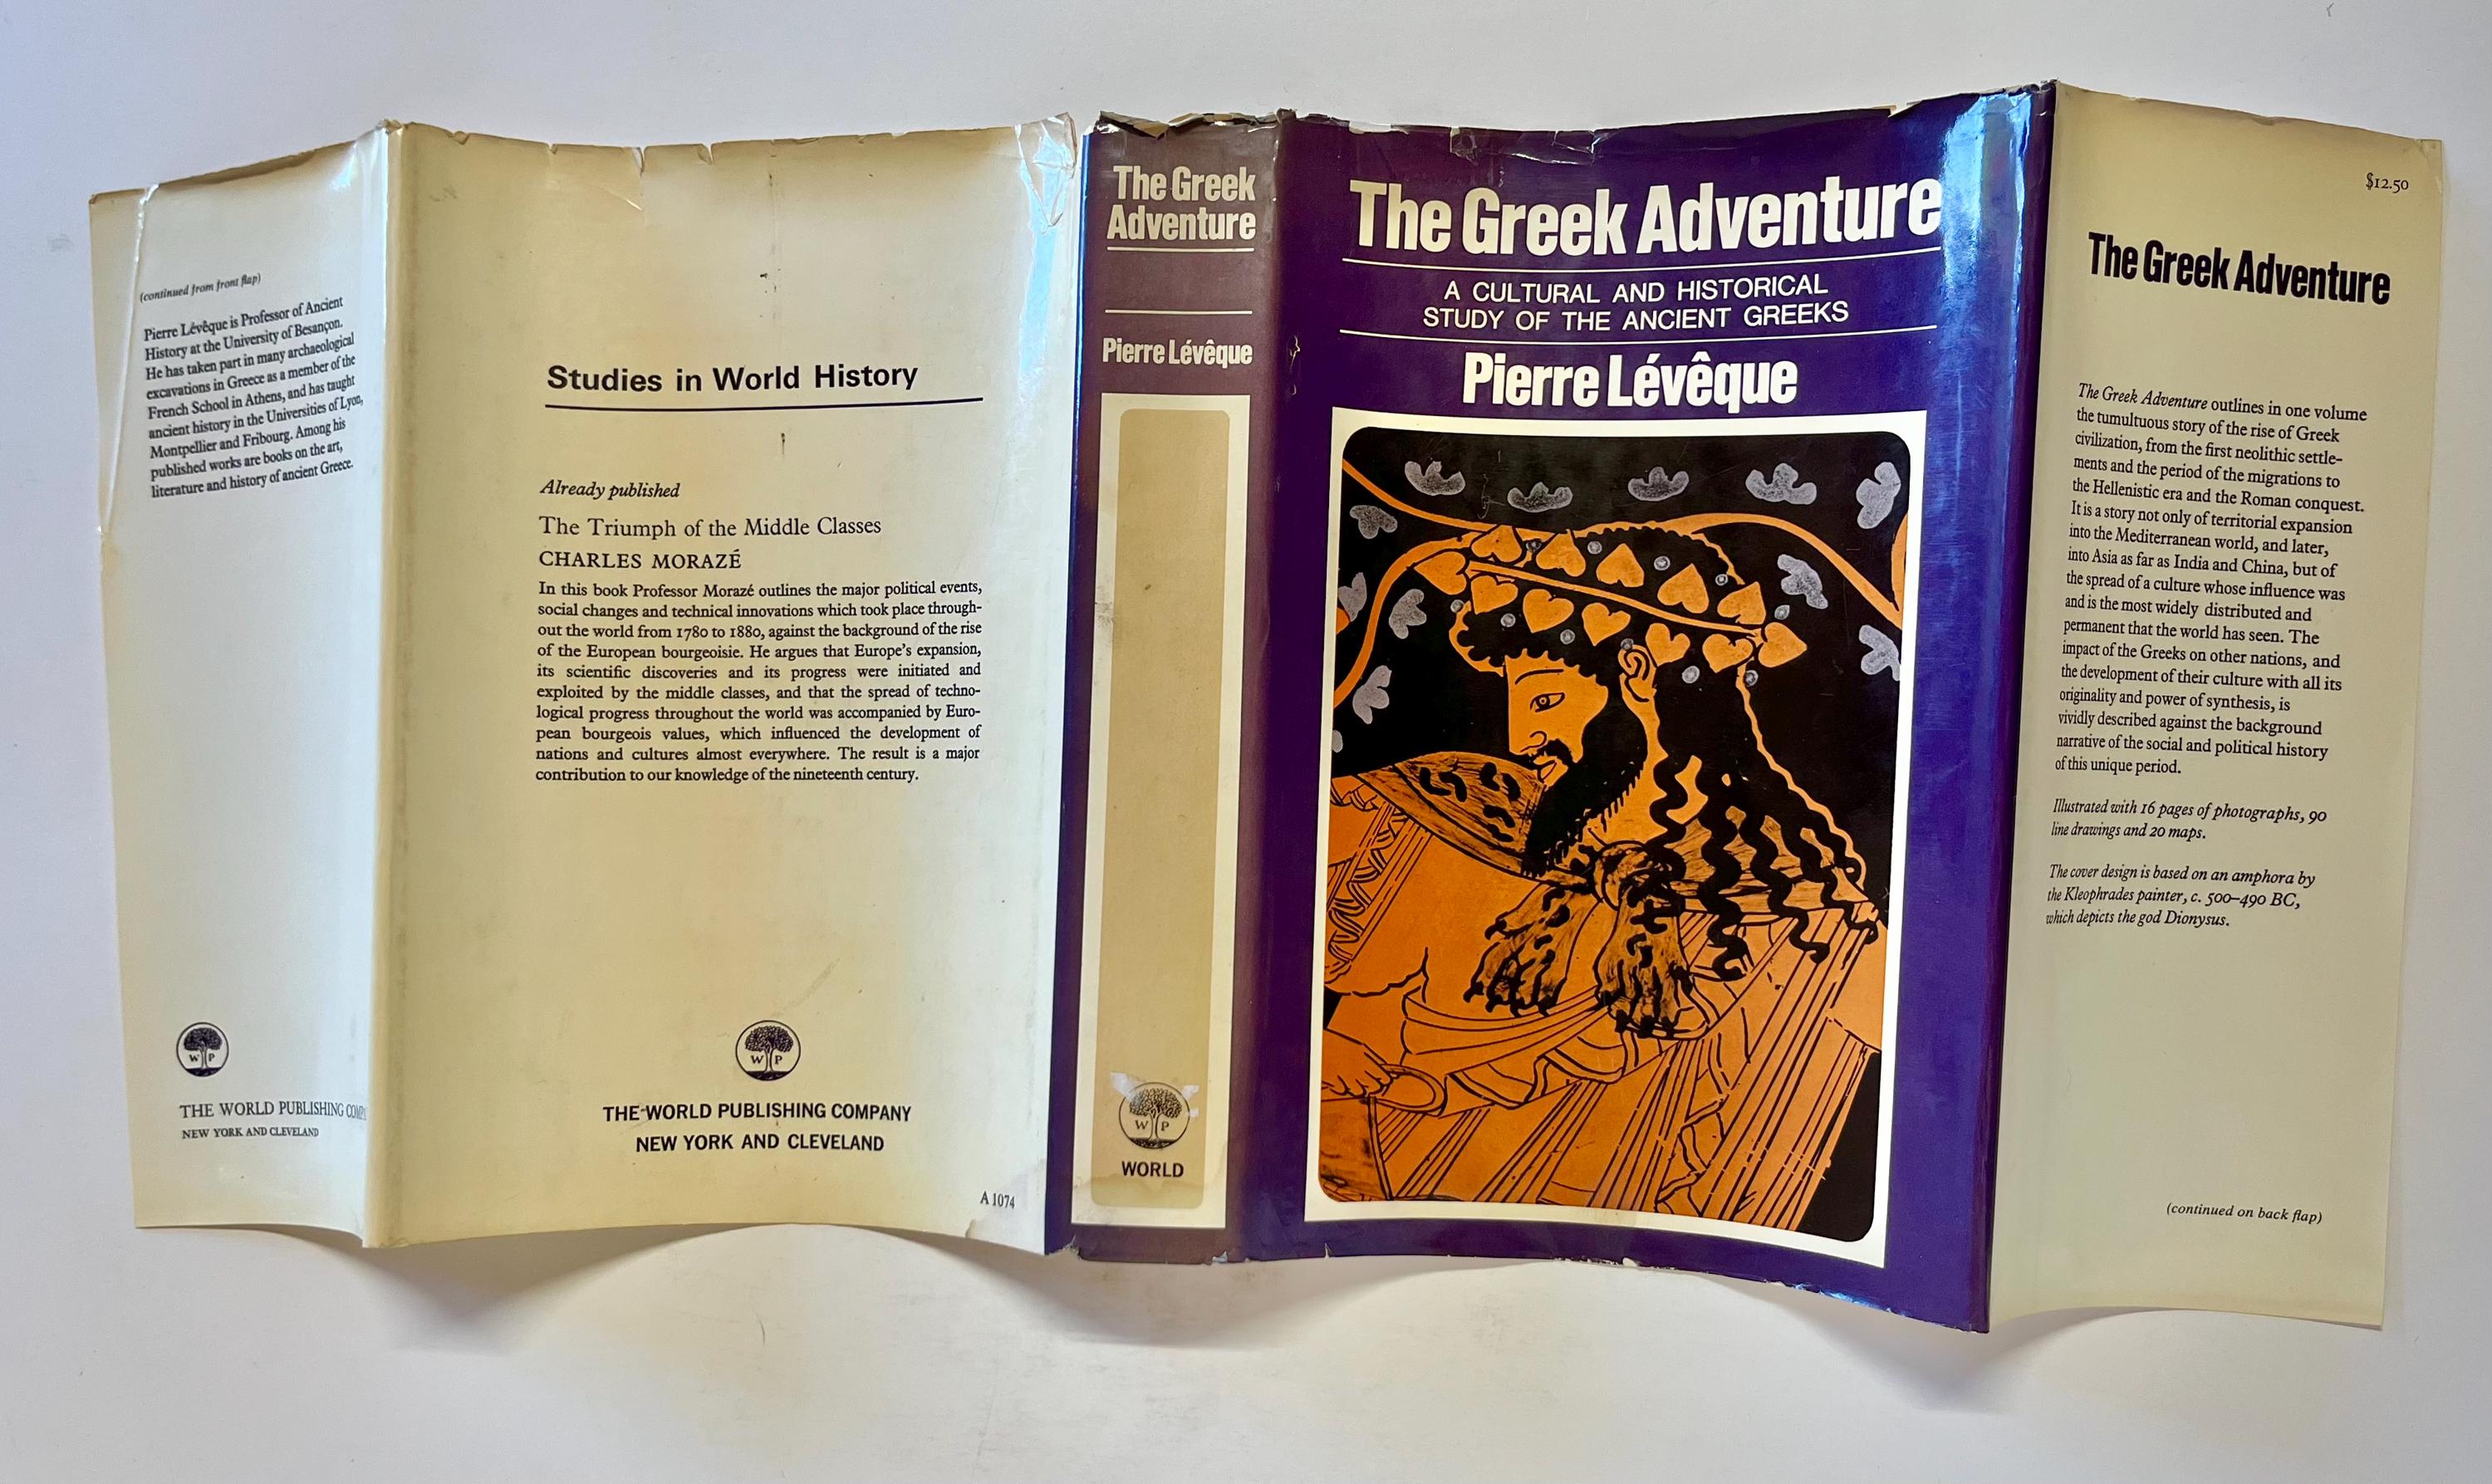 (continued from front flap)
Pierre Lévêque is Professor of Ancient
History at the University of Besançon.
He has taken part in many archaeological
excavations in Greece as a member of the
French School in Athens, and has taught
ancient history in the Universities of Lyon,
Montpellier and Fribourg. Among his
published works are books on the art,
literature and history of ancient Greece.
W P
THE WORLD PUBLISHING
NEW YORK AND CLEVELAND
Studies in World History
Already published
The Triumph of the Middle Classes
CHARLES MORAZÉ
In this book Professor Morazé outlines the major political events,
social changes and technical innovations which took place through-
out the world from 1780 to 1880, against the background of the rise
of the European bourgeoisie. He argues that Europe's expansion,
its scientific discoveries and its progress were initiated and
exploited by the middle classes, and that the spread of techno-
logical progress throughout the world was accompanied by Euro-
pean bourgeois values, which influenced the development of
nations and cultures almost everywhere. The result is a major
contribution to our knowledge of the nineteenth century.
W P
THE WORLD PUBLISHING COMPANY
NEW YORK AND CLEVELAND
A 1074
The Greek
Adventure
Pierre Lévêque
W P
WORLD
The Greek Adventure
A CULTURAL AND HISTORICAL
STUDY OF THE ANCIENT GREEKS
Pierre Lévêque
$12.50
The Greek Adventure
The Greek Adventure outlines in one volume
the tumultuous story of the rise of Greek
civilization, from the first neolithic settle-
ments and the period of the migrations to
the Hellenistic era and the Roman conquest.
It is a story not only of territorial expansion
into the Mediterranean world, and later,
into Asia as far as India and China, but of
the spread of a culture whose influence was
and is the most widely distributed and
permanent that the world has seen. The
impact of the Greeks on other nations, and
the development of their culture with all its
originality and power of synthesis, is
vividly described against the background
narrative of the social and political history
of this unique period.
Illustrated with 16 pages of photographs, 90
line drawings and 20 maps.
The cover design is based on an amphora by
the Kleophrades painter, c. 500–490 BC,
which depicts the god Dionysus.
(continued on back flap)